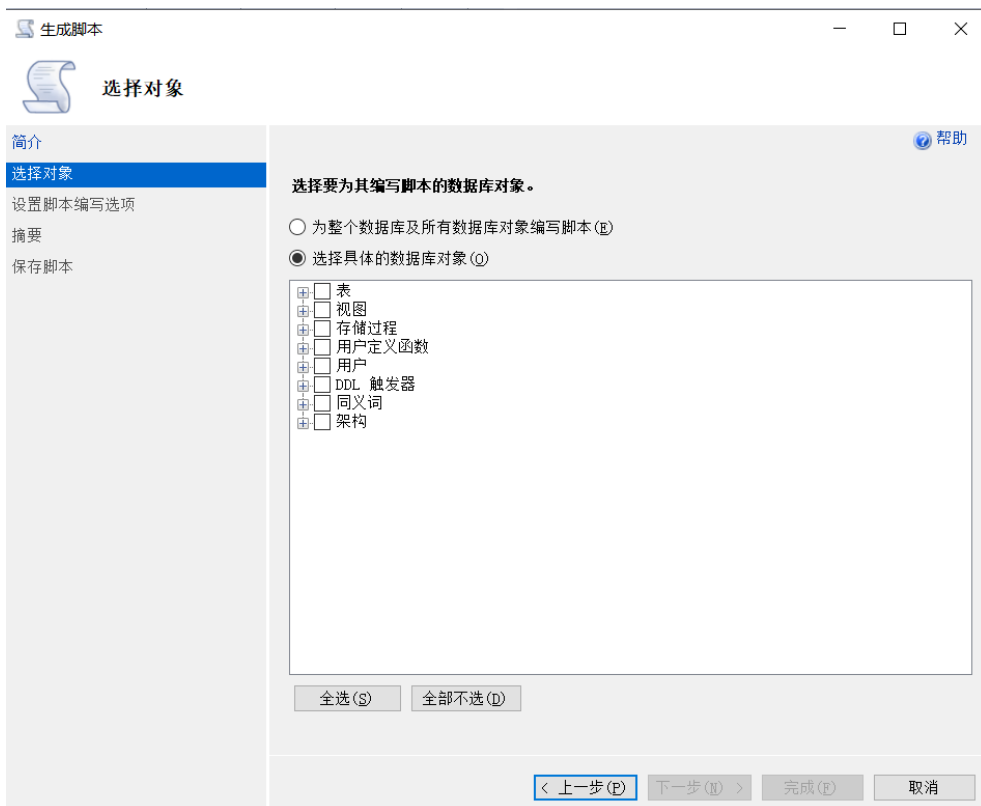 生成脚本
选择对象
简介
选择对象
设置脚本编写选项
摘要
保存脚本
帮助
选择要为其编写脚本的数据库对象。
为整个数据库及所有数据库对象编写脚本(E)
选择具体的数据库对象(O)
表
视图
存储过程
用户定义函数
用户
DDL 触发器
同义词
架构
全选(S) 全部不选(D)
< 上一步(P) 下一步(N) > 完成(F) 取消